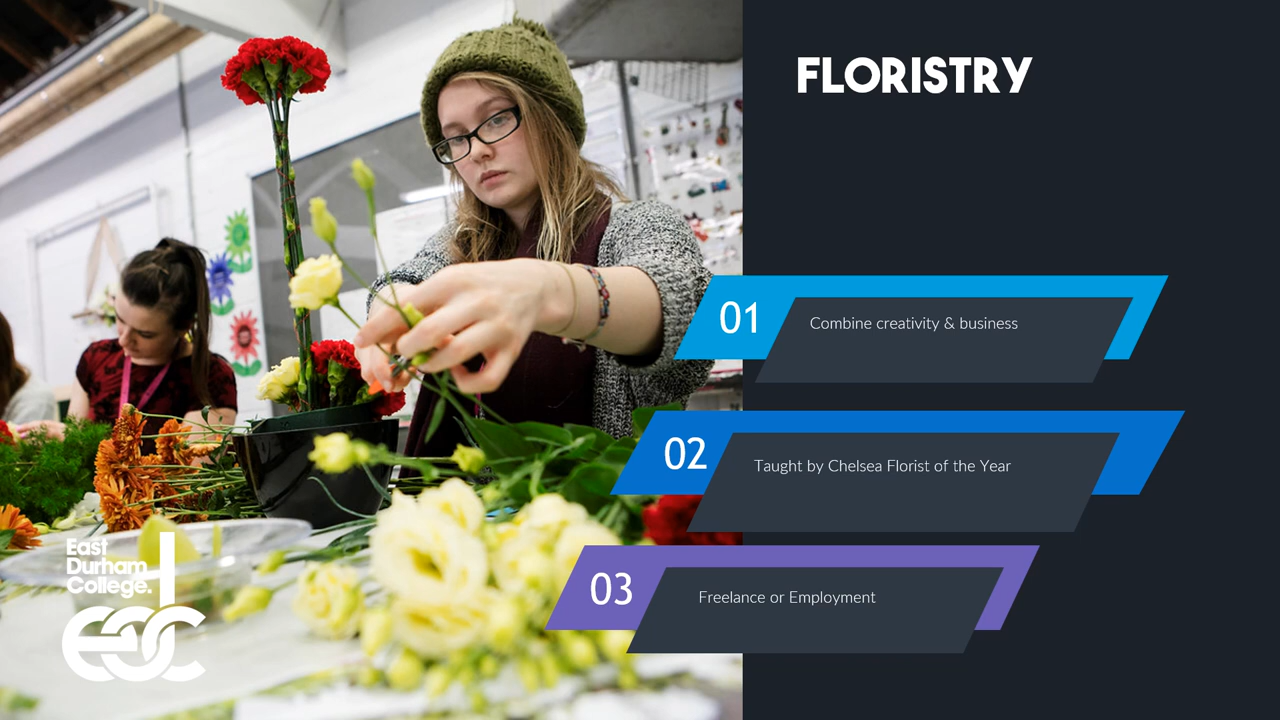 FLORISTRY
01
Combine creativity & business
02
Taught by Chelsea Florist of the Year
03
Freelance or Employment
East
Durham
College.
edc